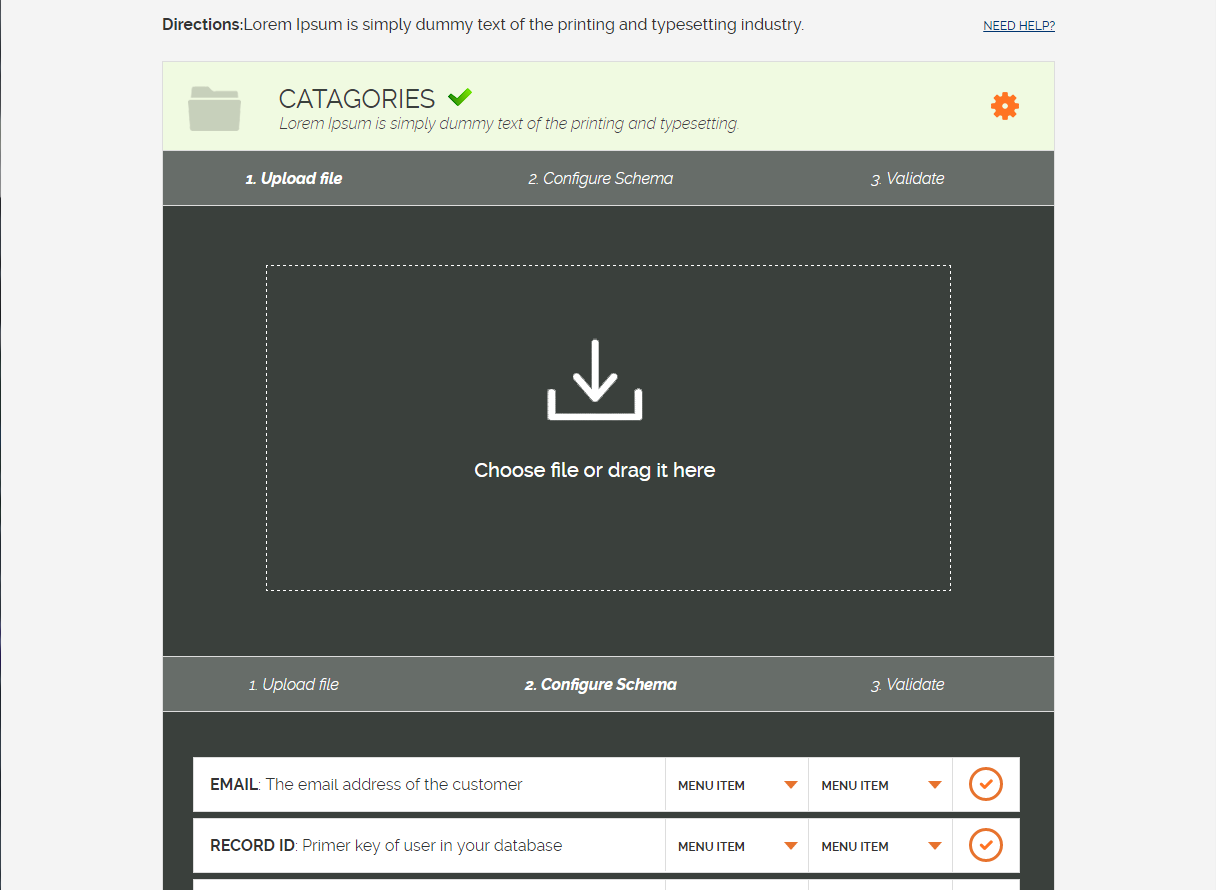 Directions:Lorem Ipsum is simply dummy text of the printing and typesetting industry.
NEED HELP?
CATAGORIES
Lorem Ipsum is simply dummy text of the printing and typesetting.
1. Upload file
2. Configure Schema
3. Validate
Choose file or drag it here
1. Upload file
2. Configure Schema
3. Validate
EMAIL: The email address of the customer
MENU ITEM
MENU ITEM
RECORD ID: Primer key of user in your database
MENU ITEM
MENU ITEM